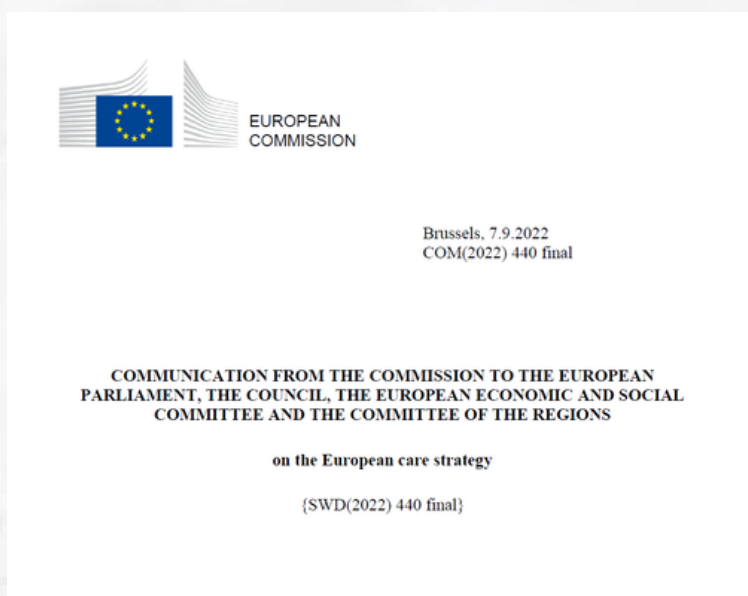 EUROPEAN
COMMISSION
Brussels, 7.9.2022
COM(2022) 440 final
COMMUNICATION FROM THE COMMISSION TO THE EUROPEAN
PARLIAMENT, THE COUNCIL, THE EUROPEAN ECONOMIC AND SOCIAL
COMMITTEE AND THE COMMITTEE OF THE REGIONS
on the European care strategy
{SWD(2022) 440 final}